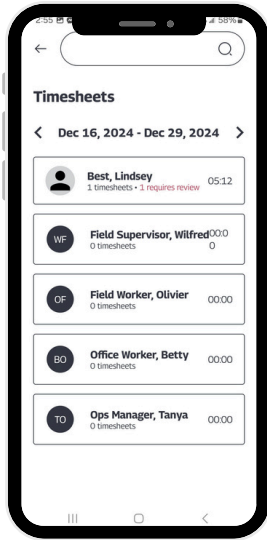 2:55
58%
Timesheets
Dec 16, 2024 - Dec 29, 2024
Best, Lindsey
1 timesheets • 1 requires review
05:12
WF
Field Supervisor, Wilfred
00:0
0
0 timesheets
OF
Field Worker, Olivier
0 timesheets
00:00
BO
Office Worker, Betty
0 timesheets
00:00
TO
Ops Manager, Tanya
0 timesheets
00:00